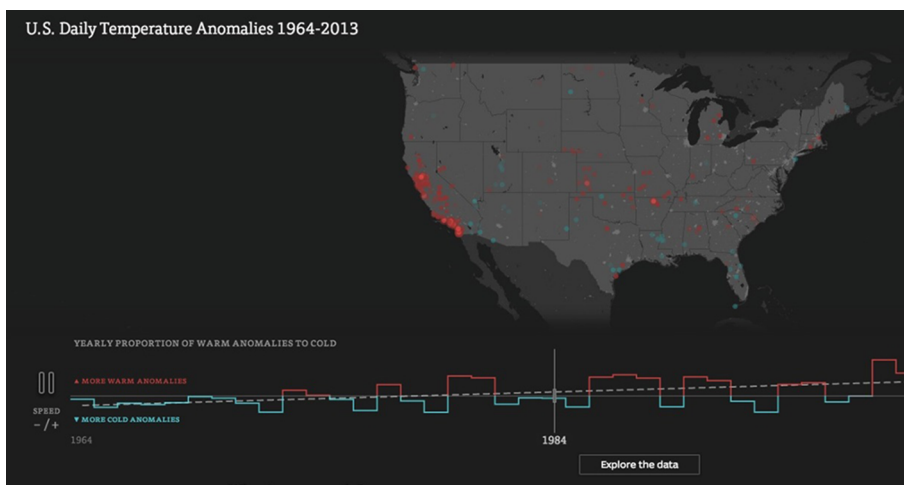 U.S. Daily Temperature Anomalies 1964-2013
YEARLY PROPORTION OF WARM ANOMALIES TO COLD
▲ MORE WARM ANOMALIES
SPEED
− / +
▼ MORE COLD ANOMALIES
1964
1984
Explore the data